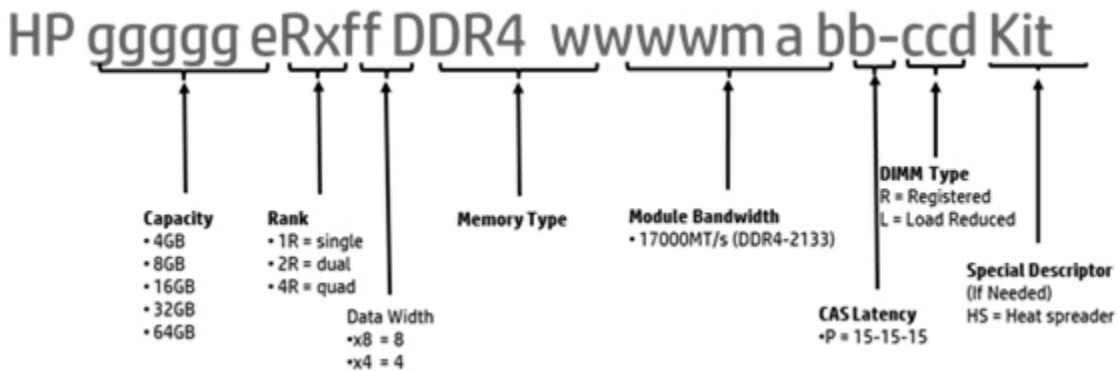 HP ggggg eRxff DDR4 wwwwm a bb-ccd Kit
Capacity
• 4GB
• 8GB
• 16GB
• 32GB
• 64GB
Rank
• 1R = single
• 2R = dual
• 4R = quad
Data Width
•x8 = 8
•x4 = 4
Memory Type
Module Bandwidth
• 17000MT/s (DDR4-2133)
CAS Latency
•P = 15-15-15
DIMM Type
R = Registered
L = Load Reduced
Special Descriptor
(If Needed)
HS = Heat spreader